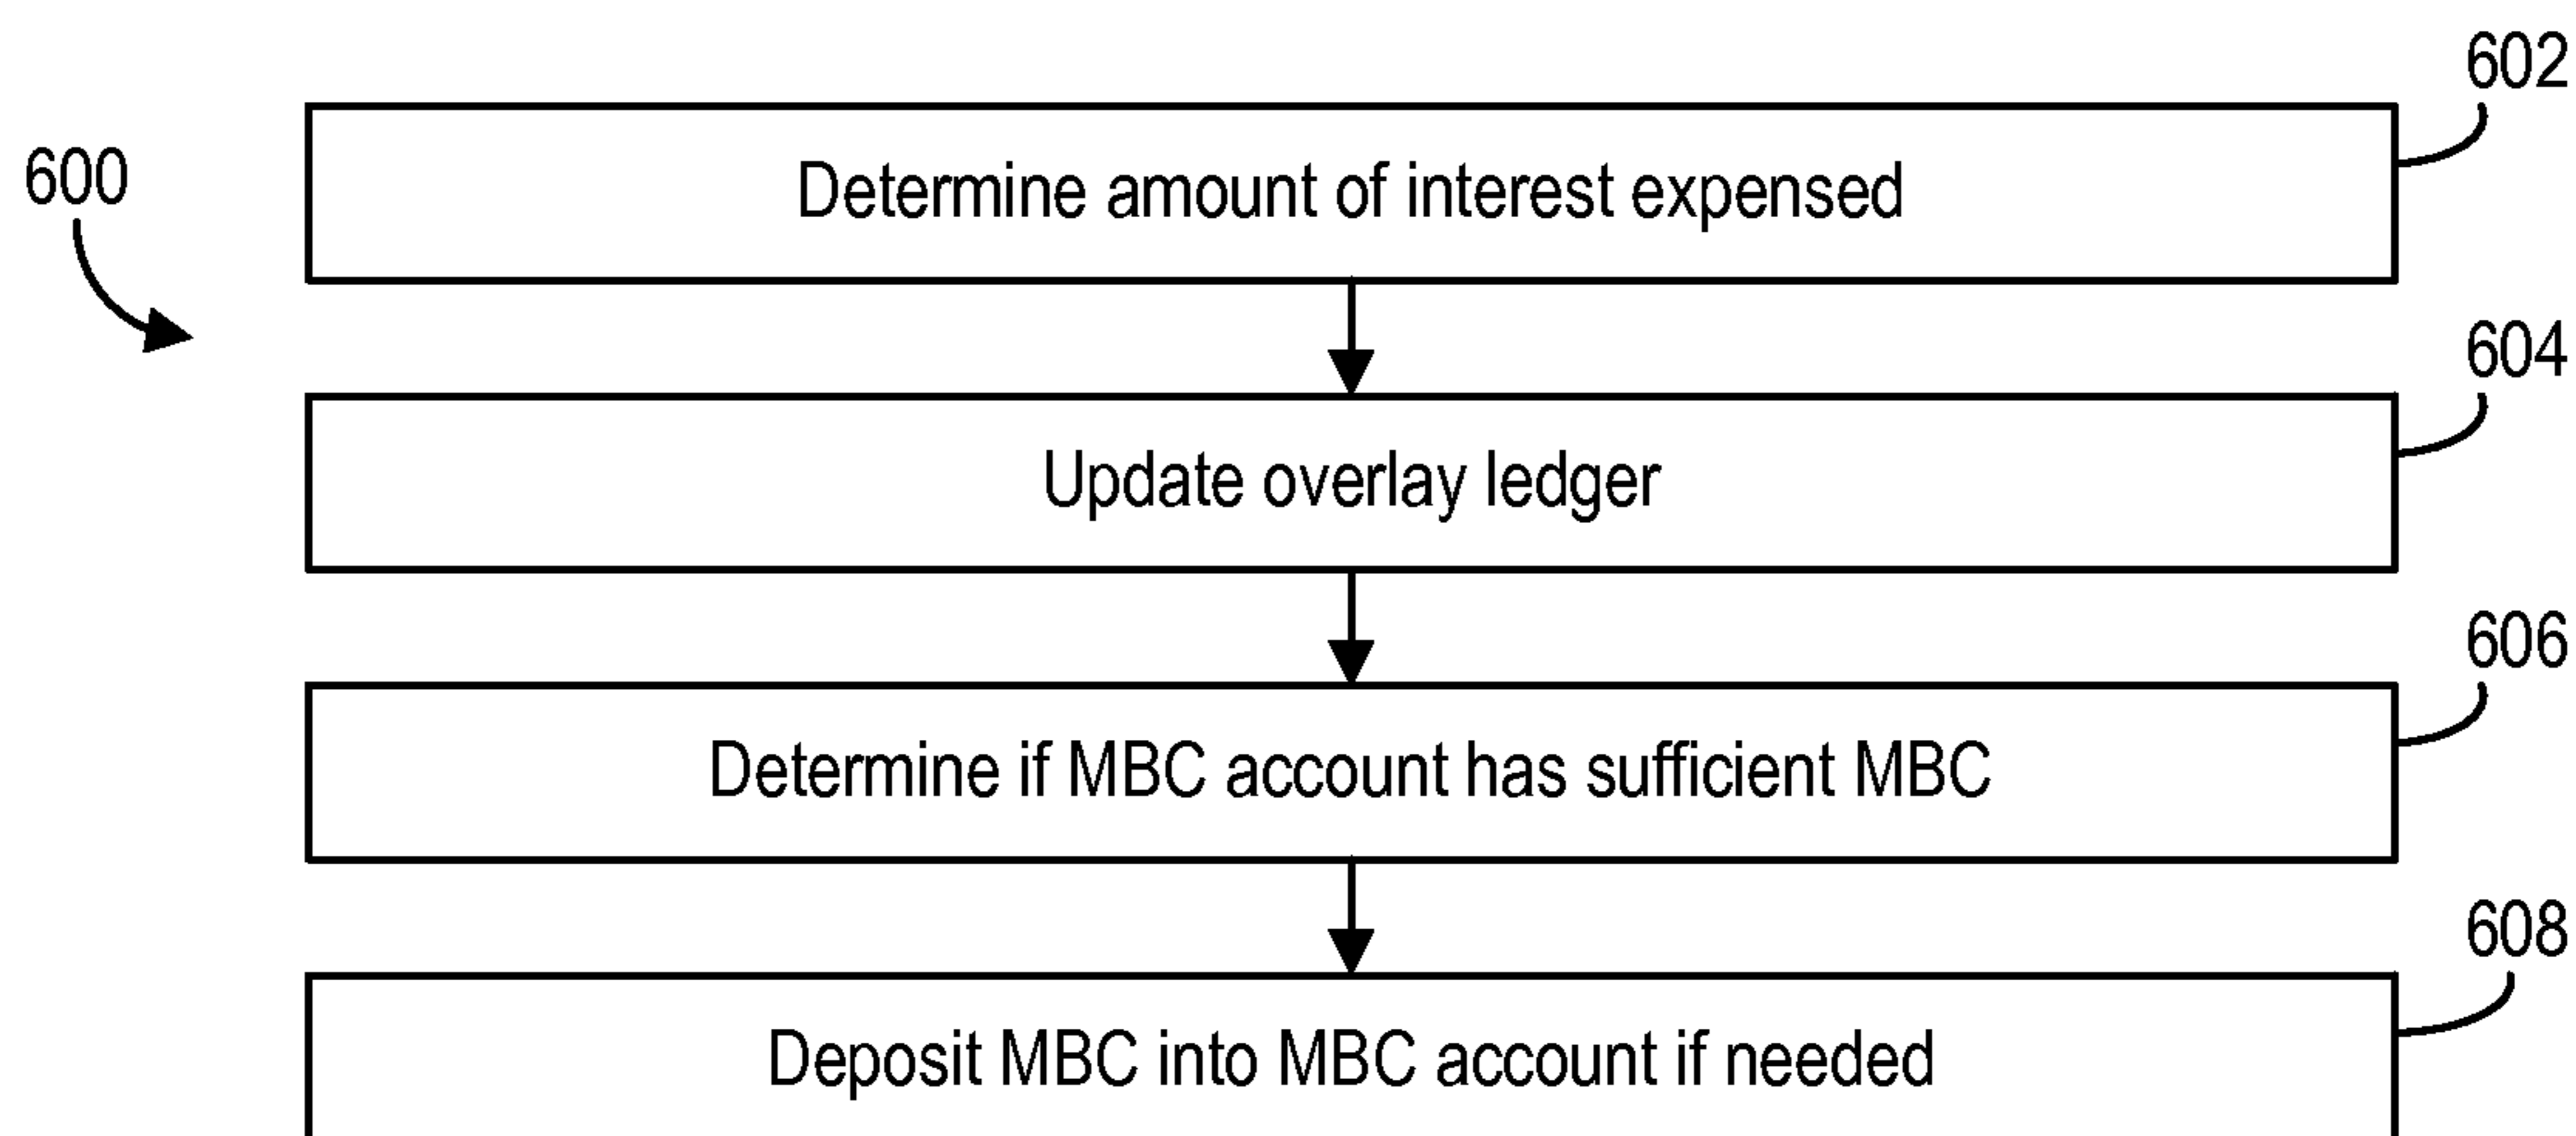 602
600
Determine amount of interest expensed
604
Update overlay ledger
606
Determine if MBC account has sufficient MBC
608
Deposit MBC into MBC account if needed